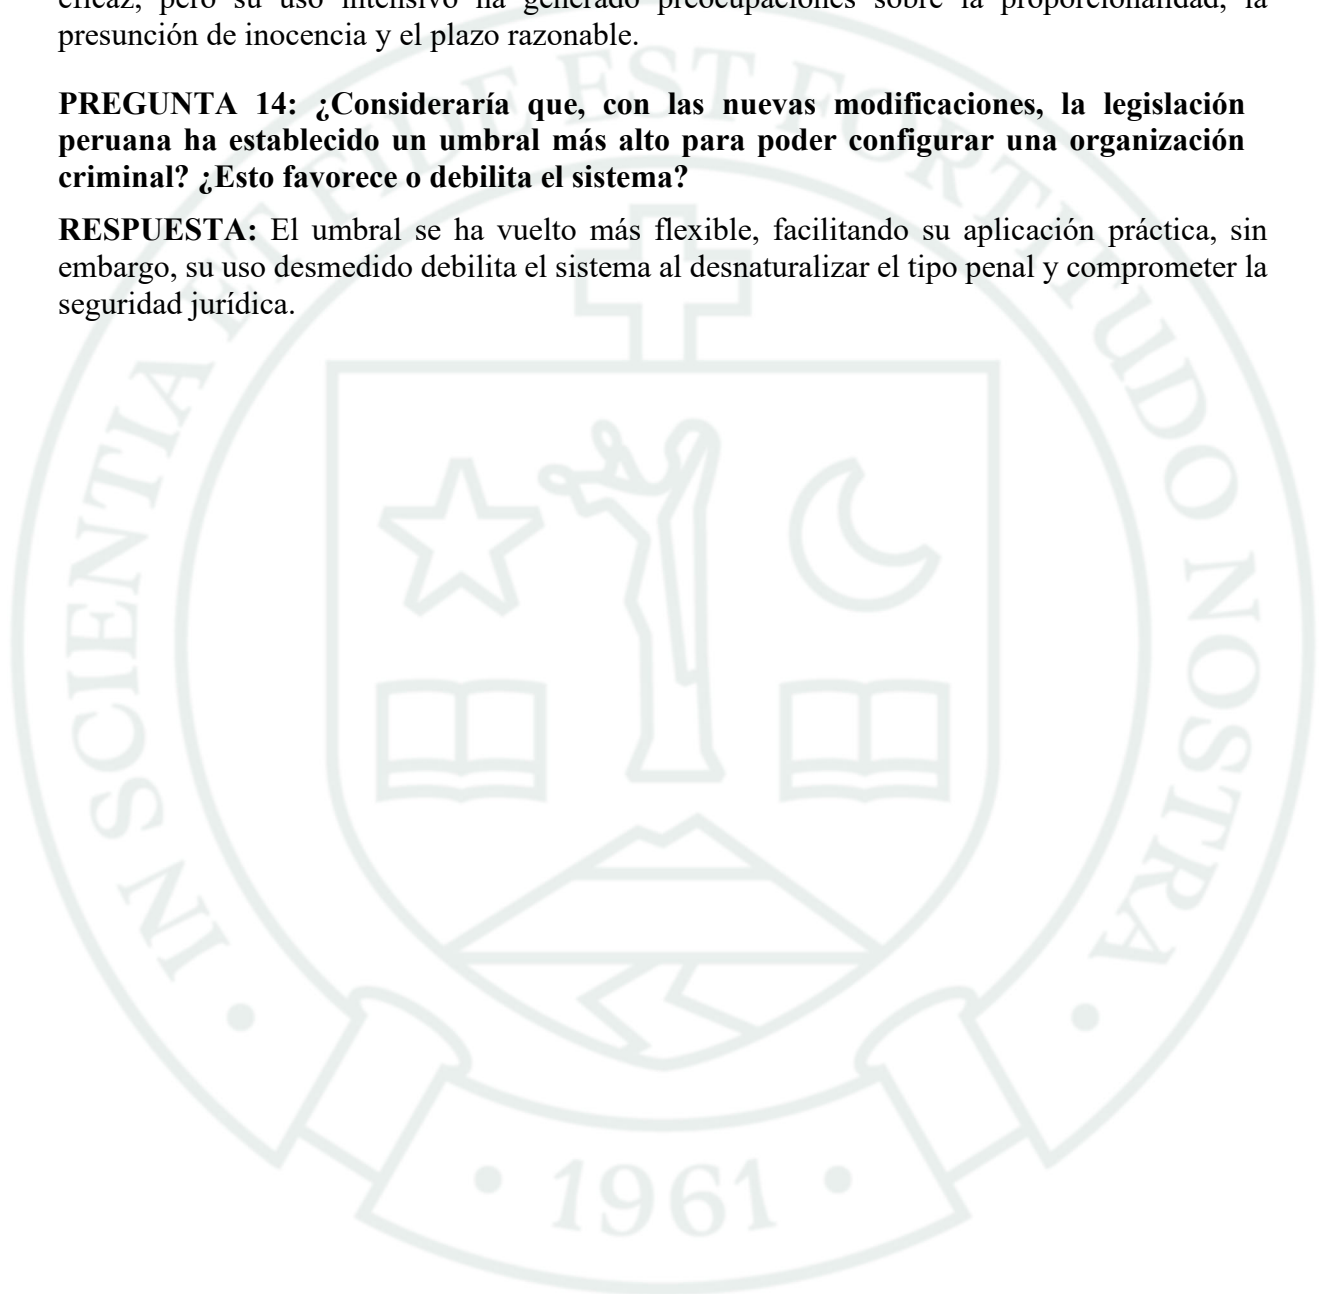 eficaz, pero su uso intensivo ha generado preocupaciones sobre la proporcionalidad, la
presunción de inocencia y el plazo razonable.
PREGUNTA 14: ¿Consideraría que, con las nuevas modificaciones, la legislación
peruana ha establecido un umbral más alto para poder configurar una organización
criminal? ¿Esto favorece o debilita el sistema?
RESPUESTA: El umbral se ha vuelto más flexible, facilitando su aplicación práctica, sin
embargo, su uso desmedido debilita el sistema al desnaturalizar el tipo penal y comprometer la
seguridad jurídica.
IN SCIENTIA ET FIDE EST FORTITUDO NOSTRA
• 1961 •